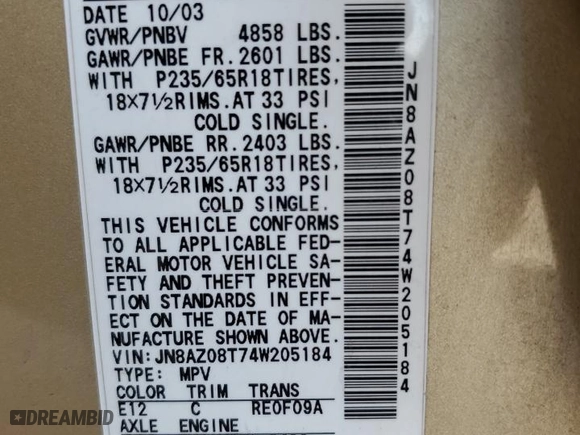 DATE 10/03
GVWR/PNBV 4858 LBS.
GAWR/PNBE FR. 2601 LBS.
WITH P235/65R18TIRES,
18×7½RIMS. AT 33 PSI
COLD SINGLE.
GAWR/PNBE RR. 2403 LBS.
WITH P235/65R18TIRES,
18×7½RIMS. AT 33 PSI
COLD SINGLE.
THIS VEHICLE CONFORMS
TO ALL APPLICABLE FED-
ERAL MOTOR VEHICLE SA-
FETY AND THEFT PREVEN-
TION STANDARDS IN EFF-
ECT ON THE DATE OF MA-
NUFACTURE SHOWN ABOVE.
VIN:JN8AZ08T74W205184
TYPE: MPV
COLOR TRIM TRANS
E12 C RE0F09A
AXLE ENGINE
JN8AZ08T74W205184
DREAMBID